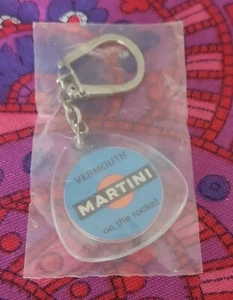 VERMOUTH
MARTINI
on the rocks!